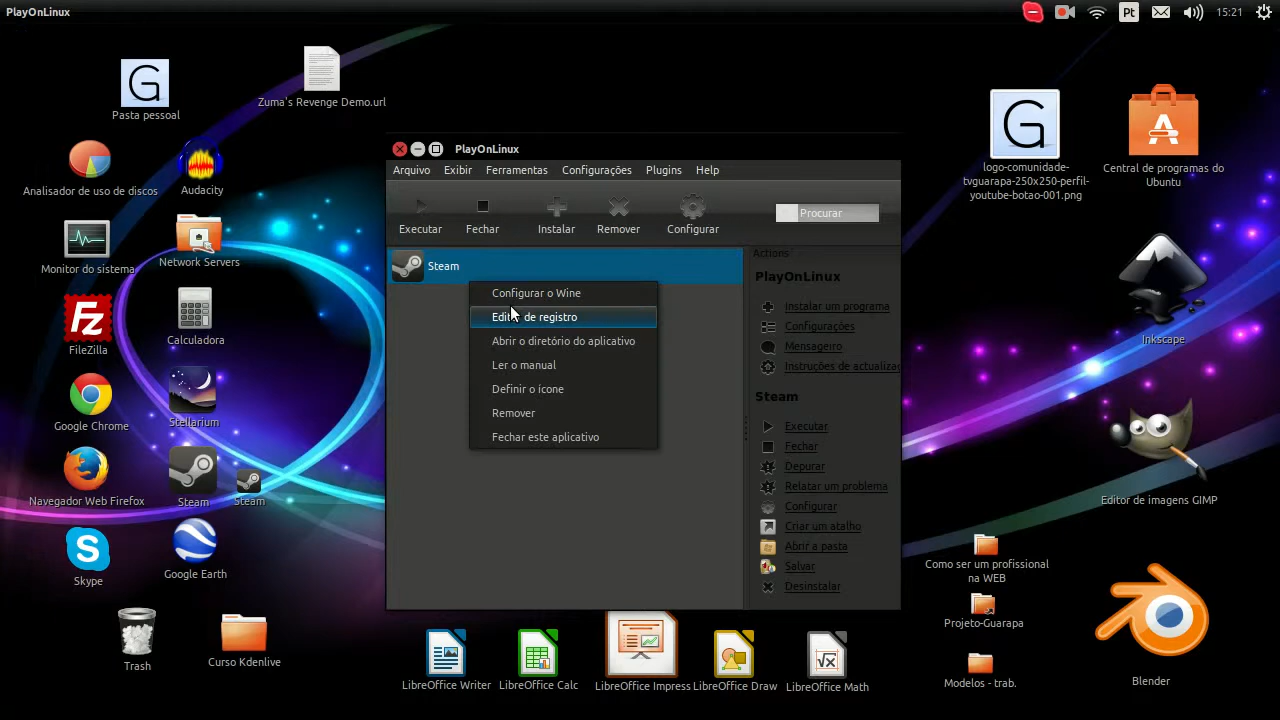 PlayOnLinux
Pt
15:21
Pasta pessoal
Zuma's Revenge Demo.url
Analisador de uso de discos
Audacity
Monitor do sistema
Network Servers
FileZilla
Calculadora
Google Chrome
Stellarium
Navegador Web Firefox
Steam
Steam
Skype
Google Earth
Trash
Curso Kdenlive
PlayOnLinux
Arquivo
Exibir
Ferramentas
Configurações
Plugins
Help
Executar
Fechar
Instalar
Remover
Configurar
Procurar
Steam
Configurar o Wine
Editor de registro
Abrir o diretório do aplicativo
Ler o manual
Definir o ícone
Remover
Fechar este aplicativo
Actions
PlayOnLinux
Instalar um programa
Configurações
Mensageiro
Instruções de actualizaç
Steam
Executar
Fechar
Depurar
Relatar um problema
Configurar
Criar um atalho
Abrir a pasta
Salvar
Desinstalar
LibreOffice Writer
LibreOffice Calc
LibreOffice Impress
LibreOffice Draw
LibreOffice Math
logo-comunidade-
tvguarapa-250x250-perfil-
youtube-botao-001.png
Central de programas do
Ubuntu
Inkscape
Editor de imagens GIMP
Como ser um profissional
na WEB
Projeto-Guarapa
Modelos - trab.
Blender